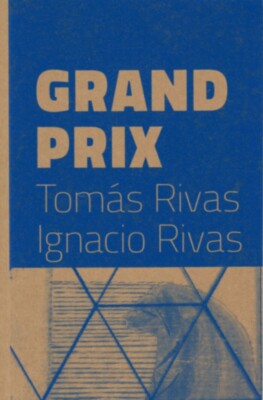 GRAND
PRIX
Tomás Rivas
Ignacio Rivas